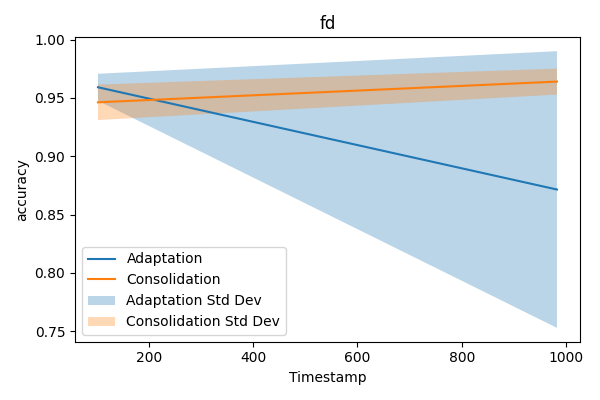 fd
1.00
0.95
0.90
0.85
0.80
0.75
accuracy
Adaptation
Consolidation
Adaptation Std Dev
Consolidation Std Dev
200
400
600
800
1000
Timestamp